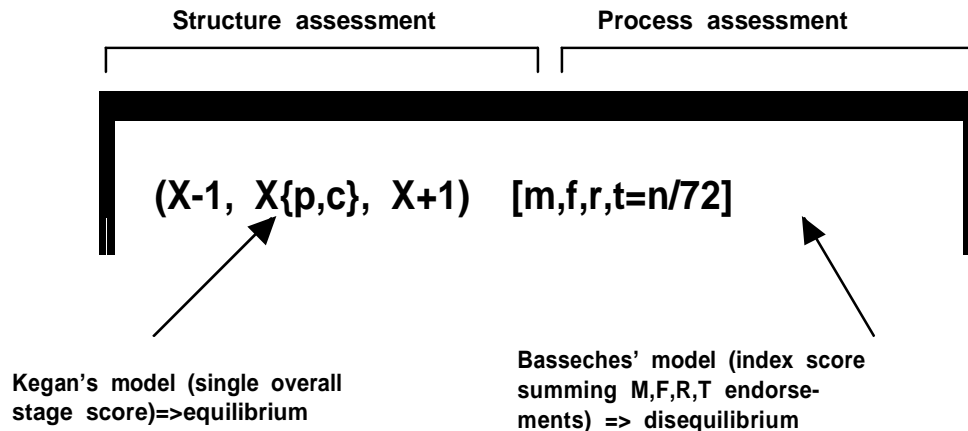 Structure assessment Process assessment
(X-1, X{p,c}, X+1) [m,f,r,t=n/72]
Kegan's model (single overall
stage score)=>equilibrium
Basseches' model (index score
summing M,F,R,T endorse-
ments) => disequilibrium